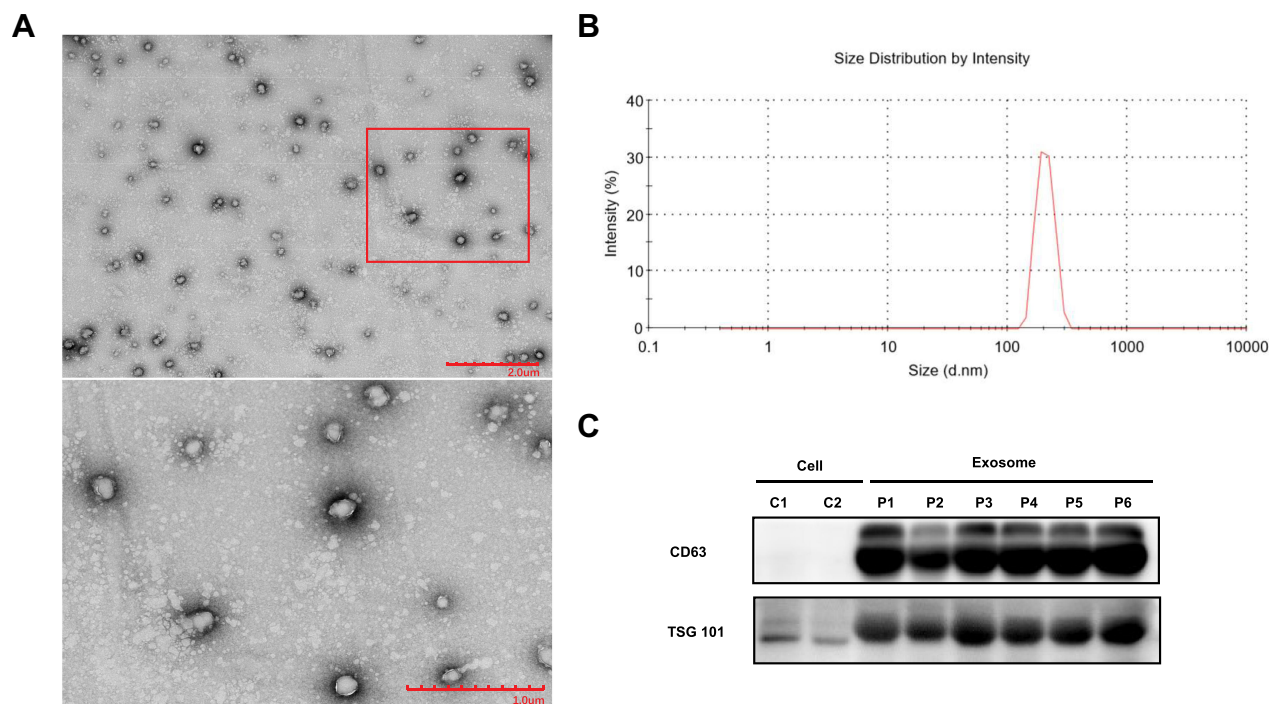 A
2.0um
1.0um
B
Size Distribution by Intensity
Intensity (%)
40
30
20
10
0
0.1 1 10 100 1000 10000
Size (d.nm)
C
Cell Exosome
C1 C2 P1 P2 P3 P4 P5 P6
CD63
TSG 101